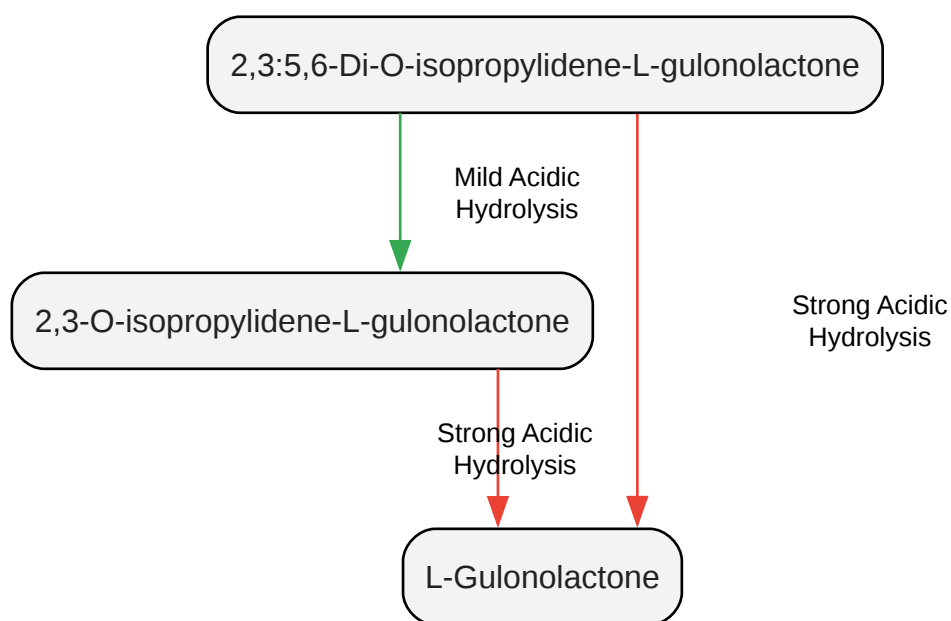 2,3:5,6-Di-O-isopropylidene-L-gulonolactone
Mild Acidic
Hydrolysis
2,3-O-isopropylidene-L-gulonolactone
Strong Acidic
Hydrolysis
Strong Acidic
Hydrolysis
L-Gulonolactone